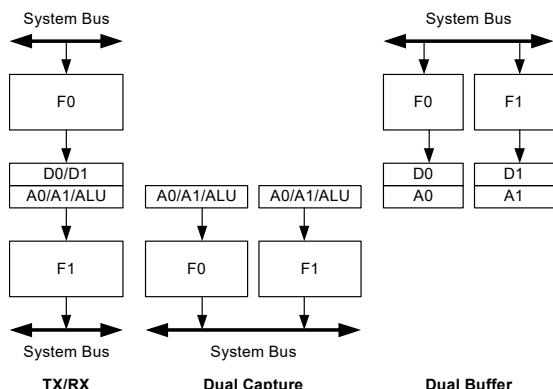 System Bus
F0
D0/D1
A0/A1/ALU
F1
System Bus
TX/RX
A0/A1/ALU
A0/A1/ALU
F0
F1
System Bus
Dual Capture
System Bus
F0
F1
D0
D1
A0
A1
Dual Buffer